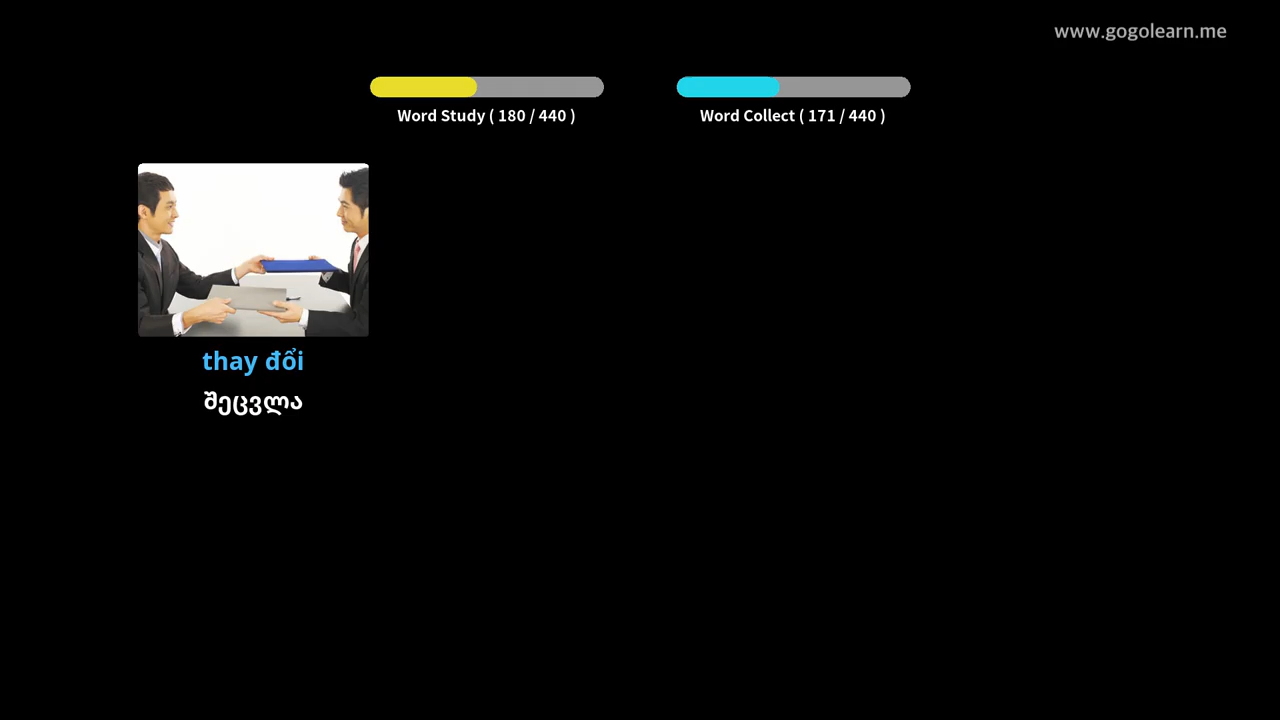 www.gogolearn.me
Word Study ( 180 / 440 )
Word Collect ( 171 / 440 )
thay đổi
შეცვლა